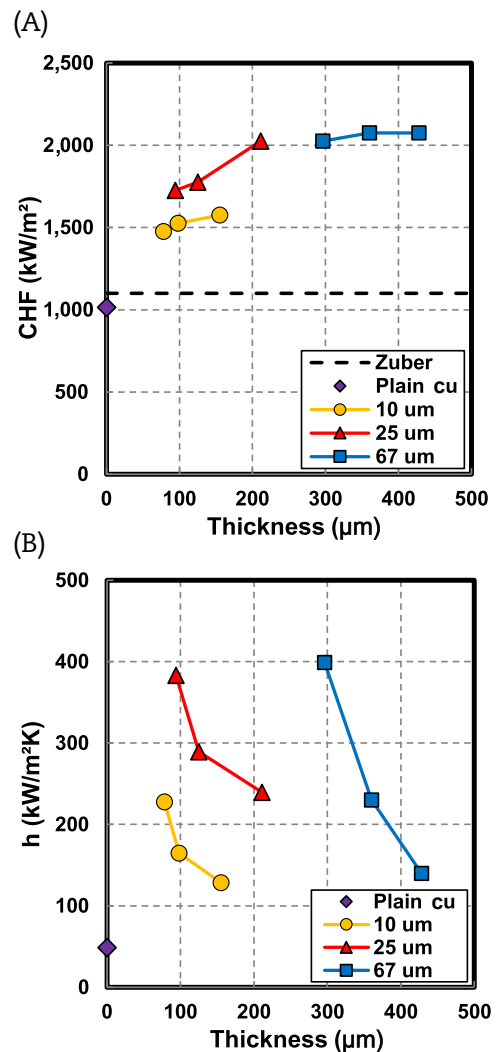 (A)
2,500
2,000
1,500
1,000
500
0
CHF (kW/m²)
Zuber
Plain cu
10 um
25 um
67 um
0 100 200 300 400 500
Thickness (μm)
(B)
500
400
300
200
100
0
h (kW/m²K)
Plain cu
10 um
25 um
67 um
0 100 200 300 400 500
Thickness (μm)